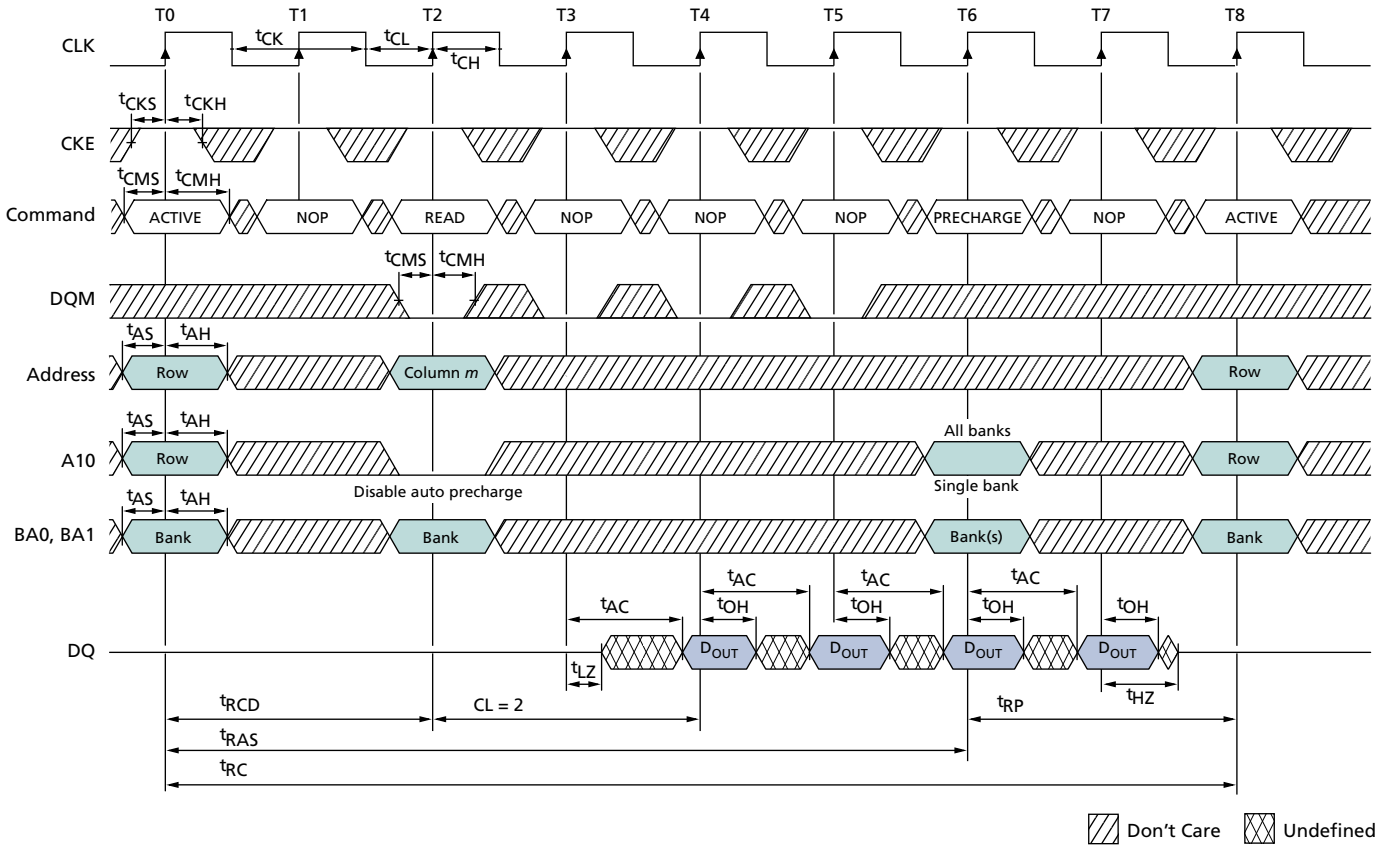 T0 T1 T2 T3 T4 T5 T6 T7 T8
CLK
tCK tCL
tCH
tCKS tCKH
CKE
tCMS tCMH
Command ACTIVE NOP READ NOP NOP NOP PRECHARGE NOP ACTIVE
tCMS tCMH
DQM
tAS tAH
Address Row Column m Row
tAS tAH All banks
A10 Row Row
Disable auto precharge Single bank
tAS tAH
BA0, BA1 Bank Bank Bank(s) Bank
tAC tAC tAC
tAC tOH tOH tOH tOH
DQ DOUT DOUT DOUT DOUT
tLZ
tHZ
tRCD CL = 2 tRP
tRAS
tRC
Don't Care Undefined